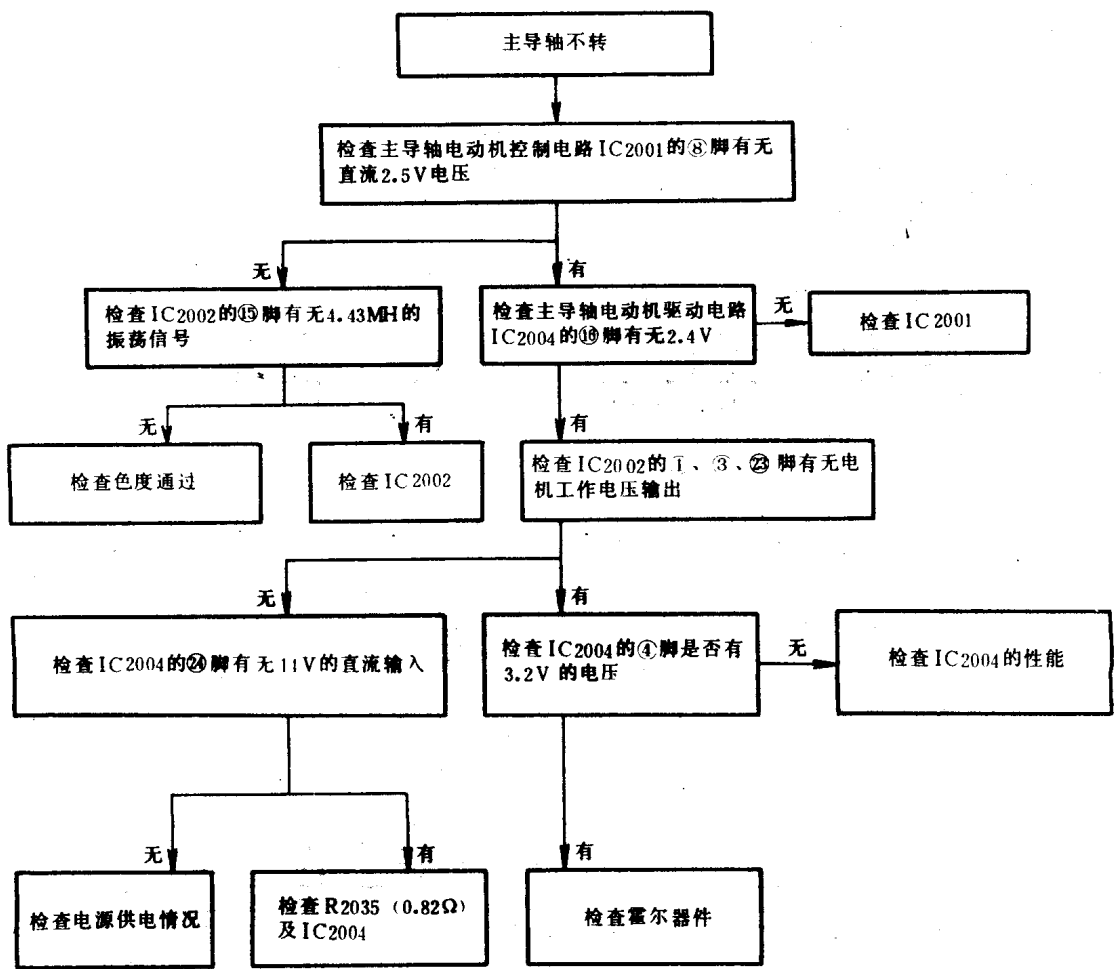 主导轴不转
检查主导轴电动机控制电路IC2001的⑧脚有无
直流2.5V电压
无
有
检查IC2002的⑮脚有无4.43MH的
振荡信号
检查主导轴电动机驱动电路
IC2004的⑯脚有无2.4V
无
检查IC2001
无
有
有
检查色度通过
检查IC2002
检查IC2002的①、③、㉓脚有无电
机工作电压输出
无
有
检查IC2004的㉔脚有无11V的直流输入
检查IC2004的④脚是否有
3.2V的电压
无
检查IC2004的性能
无
有
有
检查电源供电情况
检查R2035（0.82Ω）
及IC2004
检查霍尔器件